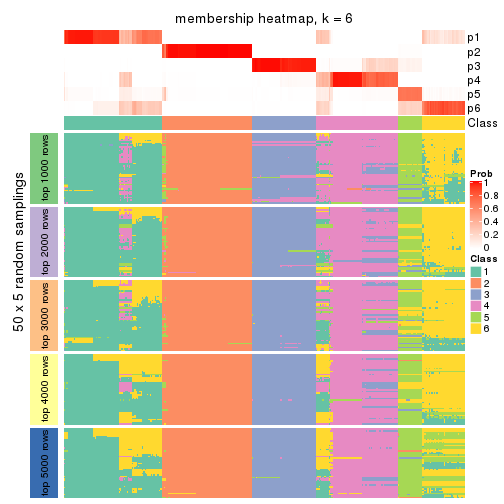 membership heatmap, k = 6
p1
p2
p3
p4
p5
p6
Class
50 x 5 random samplings
top 1000 rows
top 2000 rows
top 3000 rows
top 4000 rows
top 5000 rows
Prob
1
0.8
0.6
0.4
0.2
0
Class
1
2
3
4
5
6